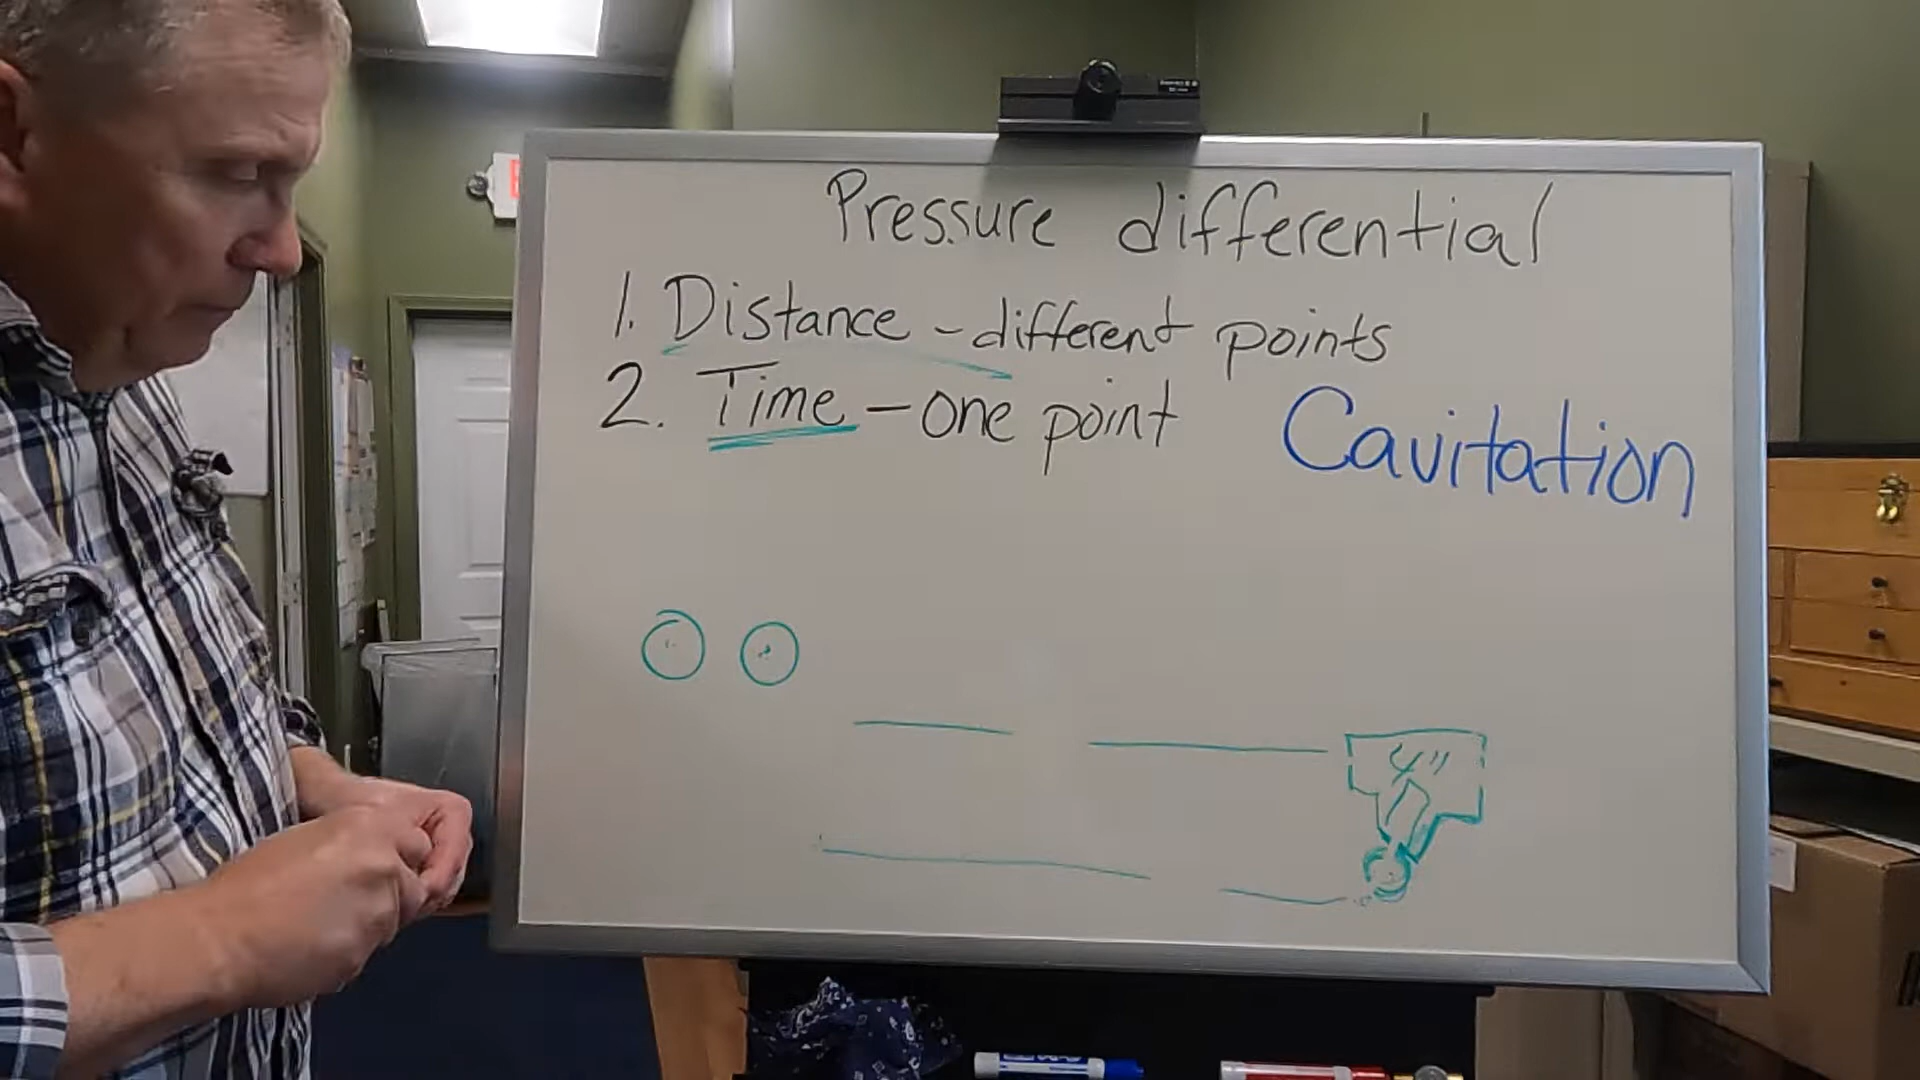 Pressure differential
1. Distance - different points
2. Time - one point
Cavitation
4"